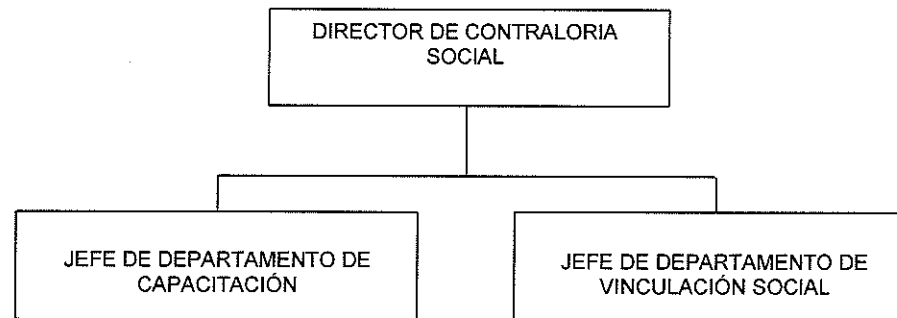 DIRECTOR DE CONTRALORIA
SOCIAL
JEFE DE DEPARTAMENTO DE
CAPACITACIÓN
JEFE DE DEPARTAMENTO DE
VINCULACIÓN SOCIAL